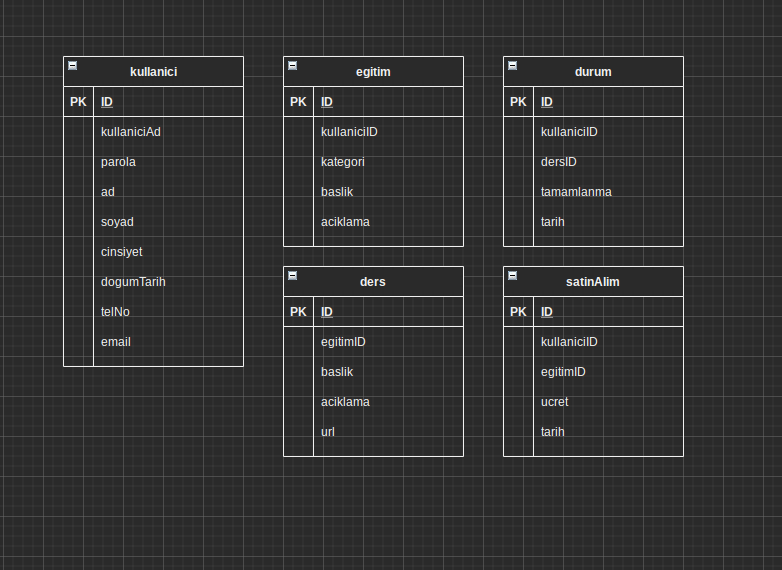 kullanici
PK ID
kullaniciAd
parola
ad
soyad
cinsiyet
dogumTarih
telNo
email
egitim
PK ID
kullaniciID
kategori
baslik
aciklama
durum
PK ID
kullaniciID
dersID
tamamlanma
tarih
ders
PK ID
egitimID
baslik
aciklama
url
satinAlim
PK ID
kullaniciID
egitimID
ucret
tarih